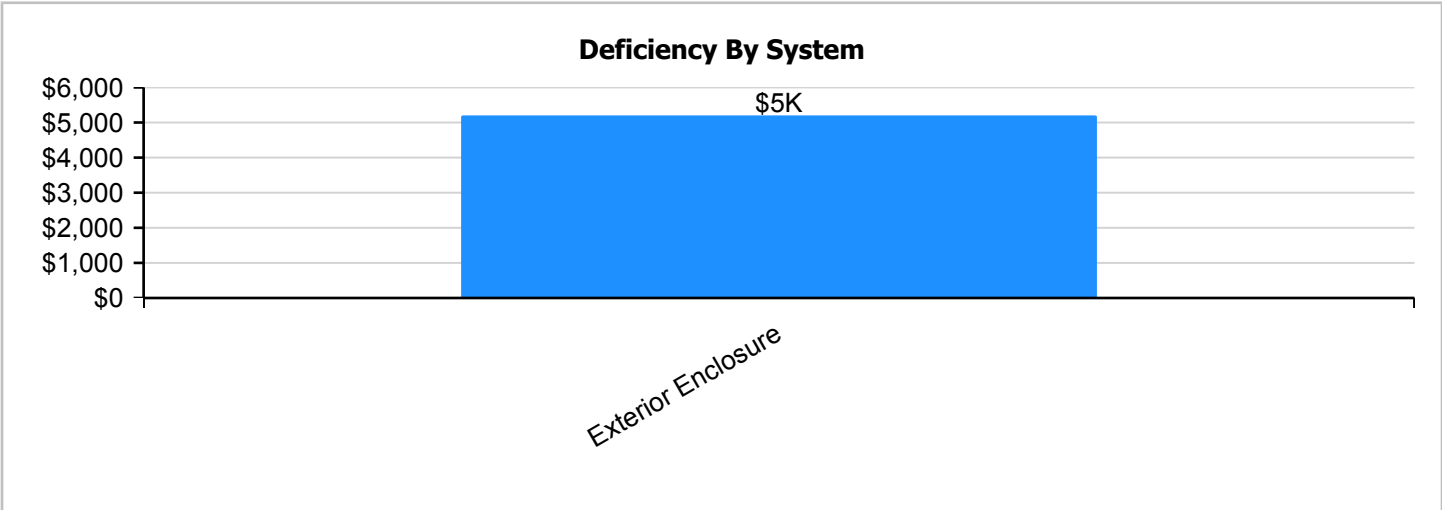 Deficiency By System
$6,000
$5,000
$4,000
$3,000
$2,000
$1,000
$0
$5K
Exterior Enclosure